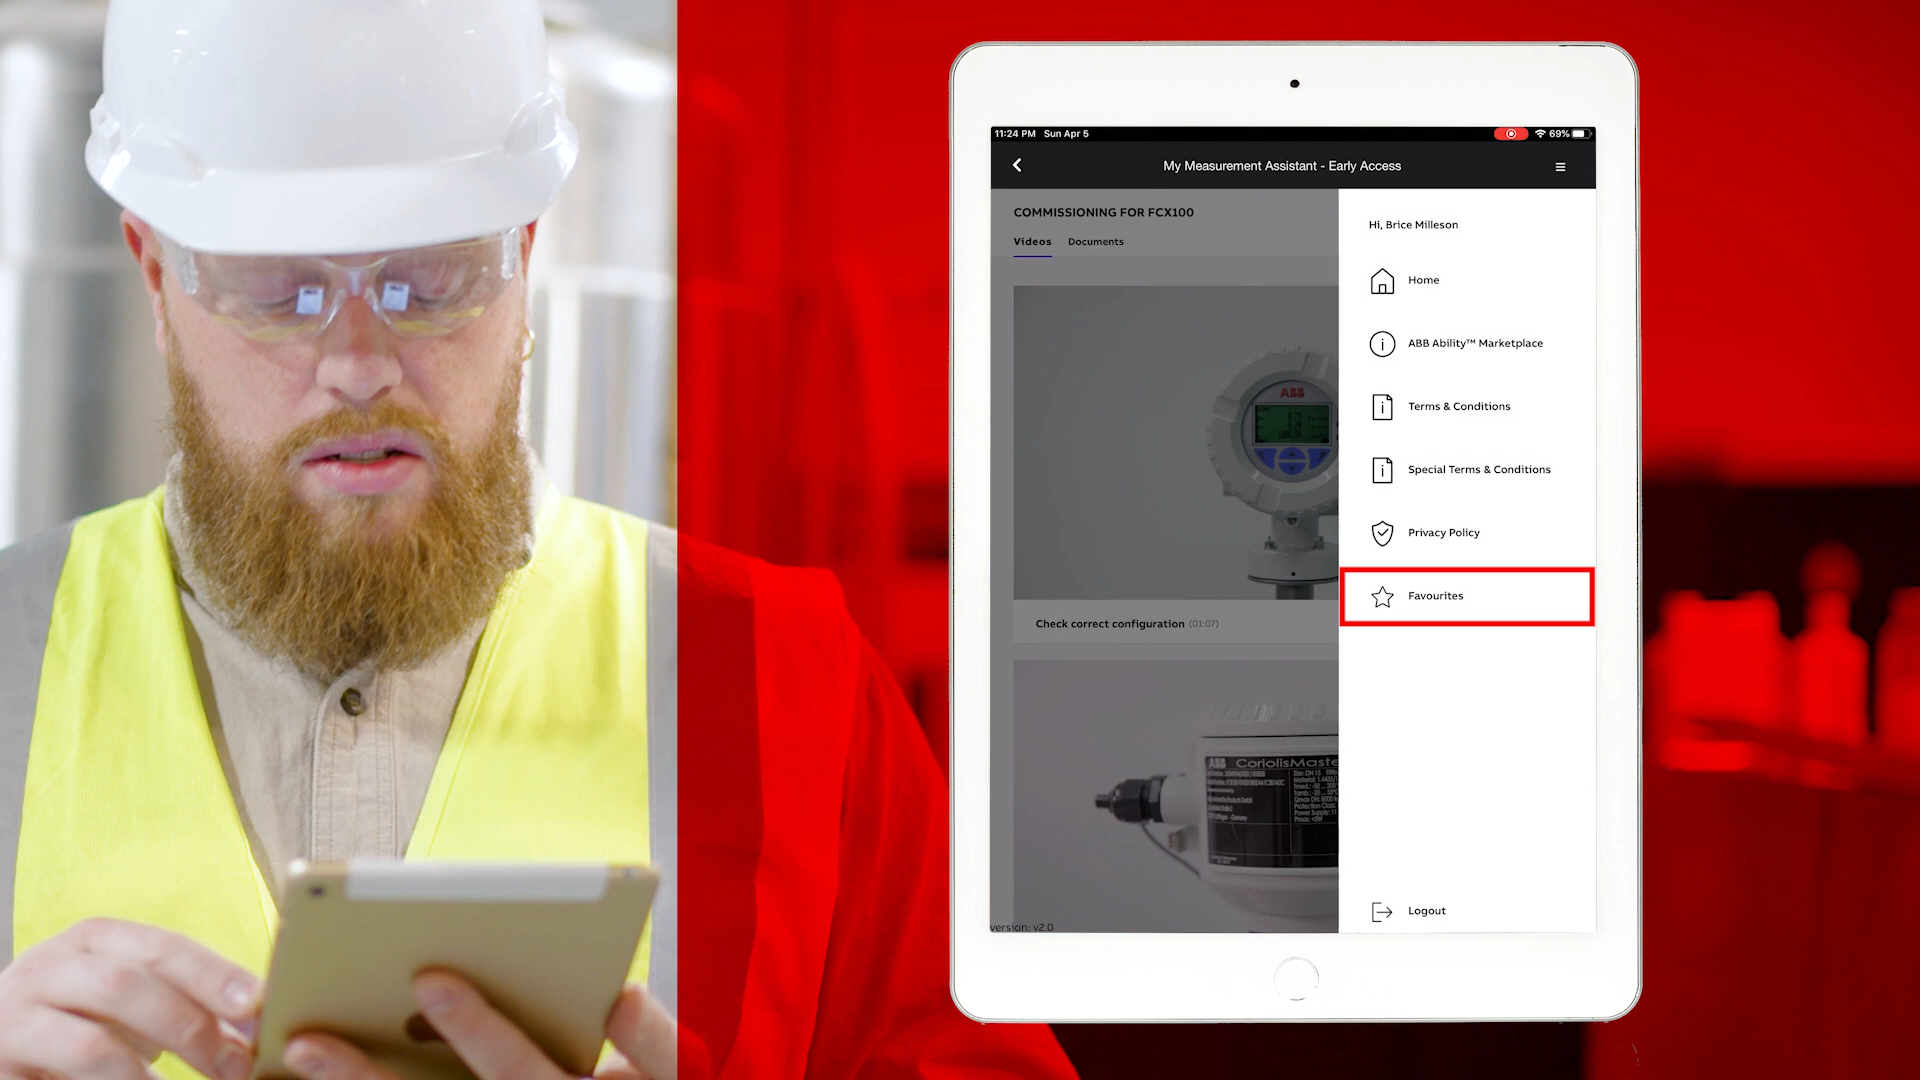 11:24 PM Sun Apr 5
69%
My Measurement Assistant - Early Access
COMMISSIONING FOR FCX100
Videos Documents
ABB
Check correct configuration (01:07)
ABB CoriolisMaste
version: v2.0
Hi, Brice Milleson
Home
ABB Ability™ Marketplace
Terms & Conditions
Special Terms & Conditions
Privacy Policy
Favourites
Logout